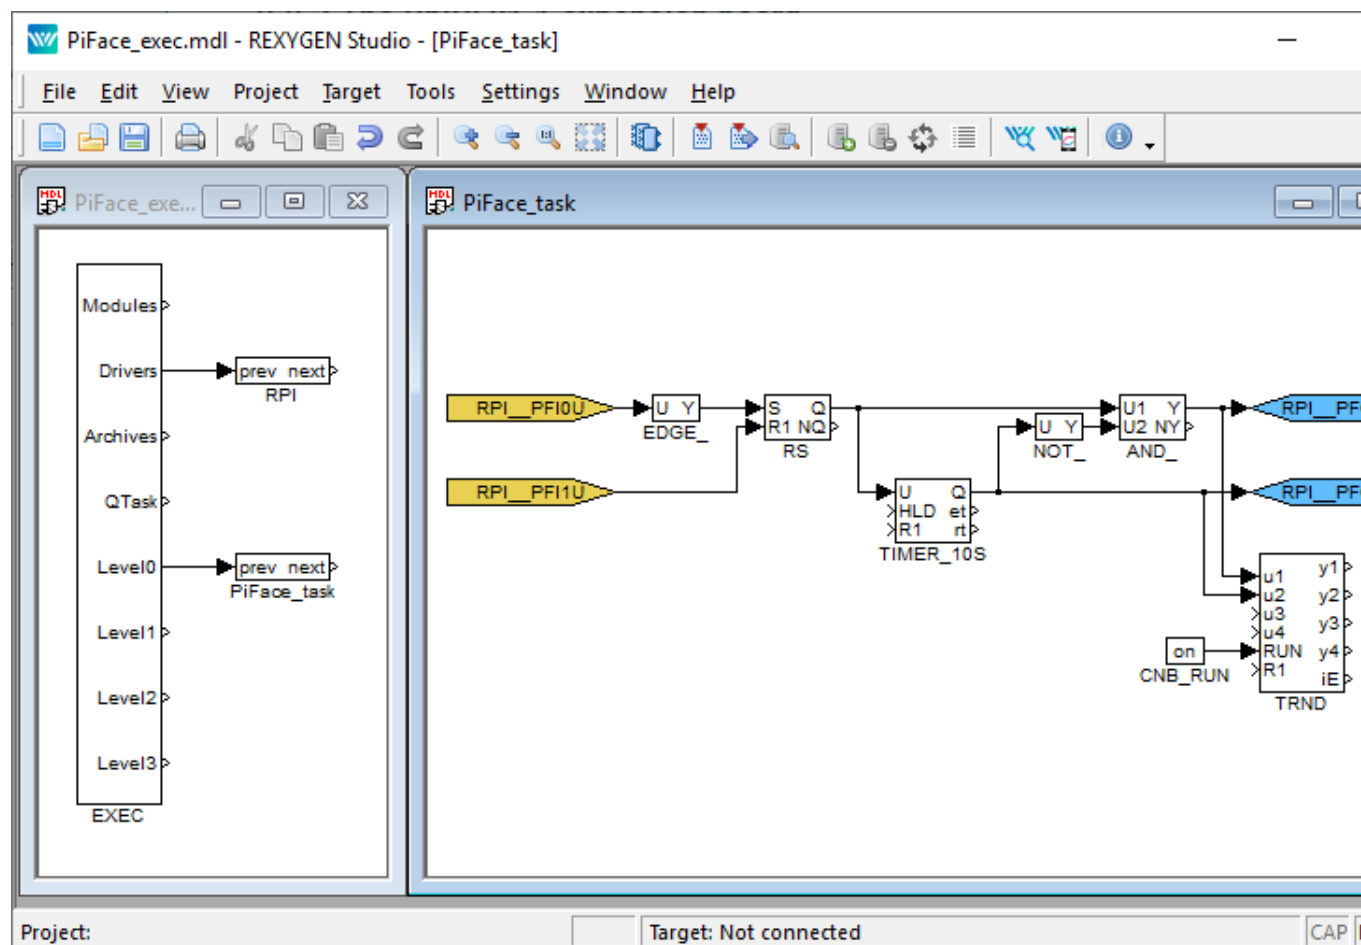 PiFace_exec.mdl - REXYGEN Studio - [PiFace_task]
File Edit View Project Target Tools Settings Window Help
MDL PiFace_exe...
Modules
Drivers
prev next
RPI
Archives
QTask
Level0
prev next
PiFace_task
Level1
Level2
Level3
EXEC
MDL PiFace_task
RPI__PFI0U
U Y
EDGE_
S Q
R1 NQ
RS
U Y
NOT_
U1 Y
U2 NY
AND_
RPI__PF
RPI__PFI1U
U Q
HLD et
R1 rt
TIMER_10S
RPI__PF
u1 y1
u2 y2
u3
u4 y3
RUN y4
R1 iE
TRND
on
CNB_RUN
Project:
Target: Not connected
CAP